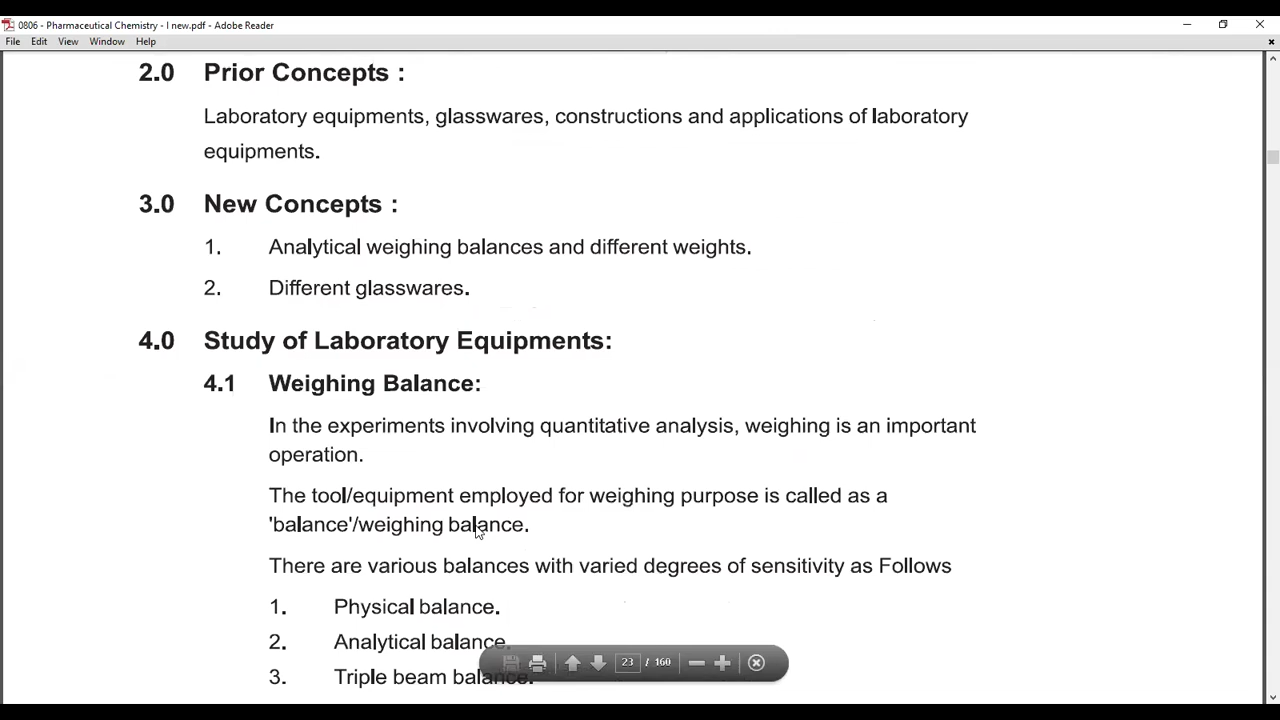 0806 - Pharmaceutical Chemistry - I new.pdf - Adobe Reader
File Edit View Window Help
2.0 Prior Concepts :
Laboratory equipments, glasswares, constructions and applications of laboratory
equipments.
3.0 New Concepts :
1. Analytical weighing balances and different weights.
2. Different glasswares.
4.0 Study of Laboratory Equipments:
4.1 Weighing Balance:
In the experiments involving quantitative analysis, weighing is an important
operation.
The tool/equipment employed for weighing purpose is called as a
'balance'/weighing balance.
There are various balances with varied degrees of sensitivity as Follows
1. Physical balance.
2. Analytical balance.
3. Triple beam balance.
23 / 160